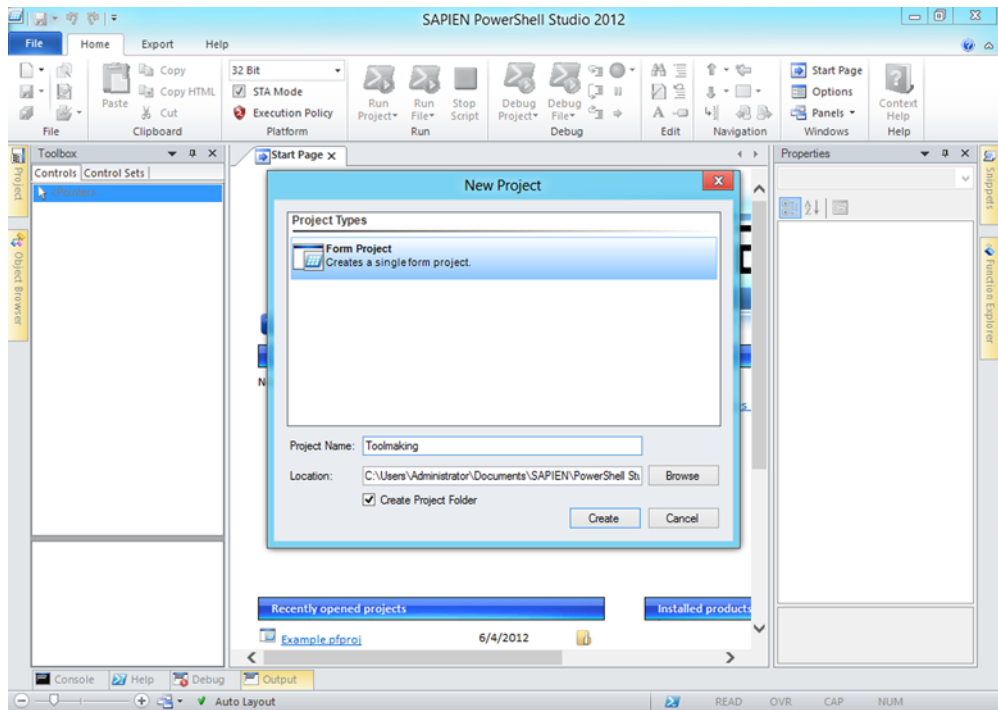 SAPIEN PowerShell Studio 2012
File Home Export Help
Copy
Copy HTML
Cut
Paste
32 Bit
STA Mode
Execution Policy
Run Project
Run File
Stop Script
Debug Project
Debug File
Start Page
Options
Panels
Context Help
File Clipboard Platform Run Debug Edit Navigation Windows Help
Project
Object Browser
Toolbox
Controls Control Sets
Start Page
Properties
Snippets
Function Explorer
New Project
Project Types
Form Project
Creates a single form project.
Project Name: Toolmaking
Location: C:\Users\Administrator\Documents\SAPIEN\PowerShell Stu
Browse
Create Project Folder
Create Cancel
Recently opened projects
Installed products
Example.pfproj 6/4/2012
Console Help Debug Output
Auto Layout
READ OVR CAP NUM